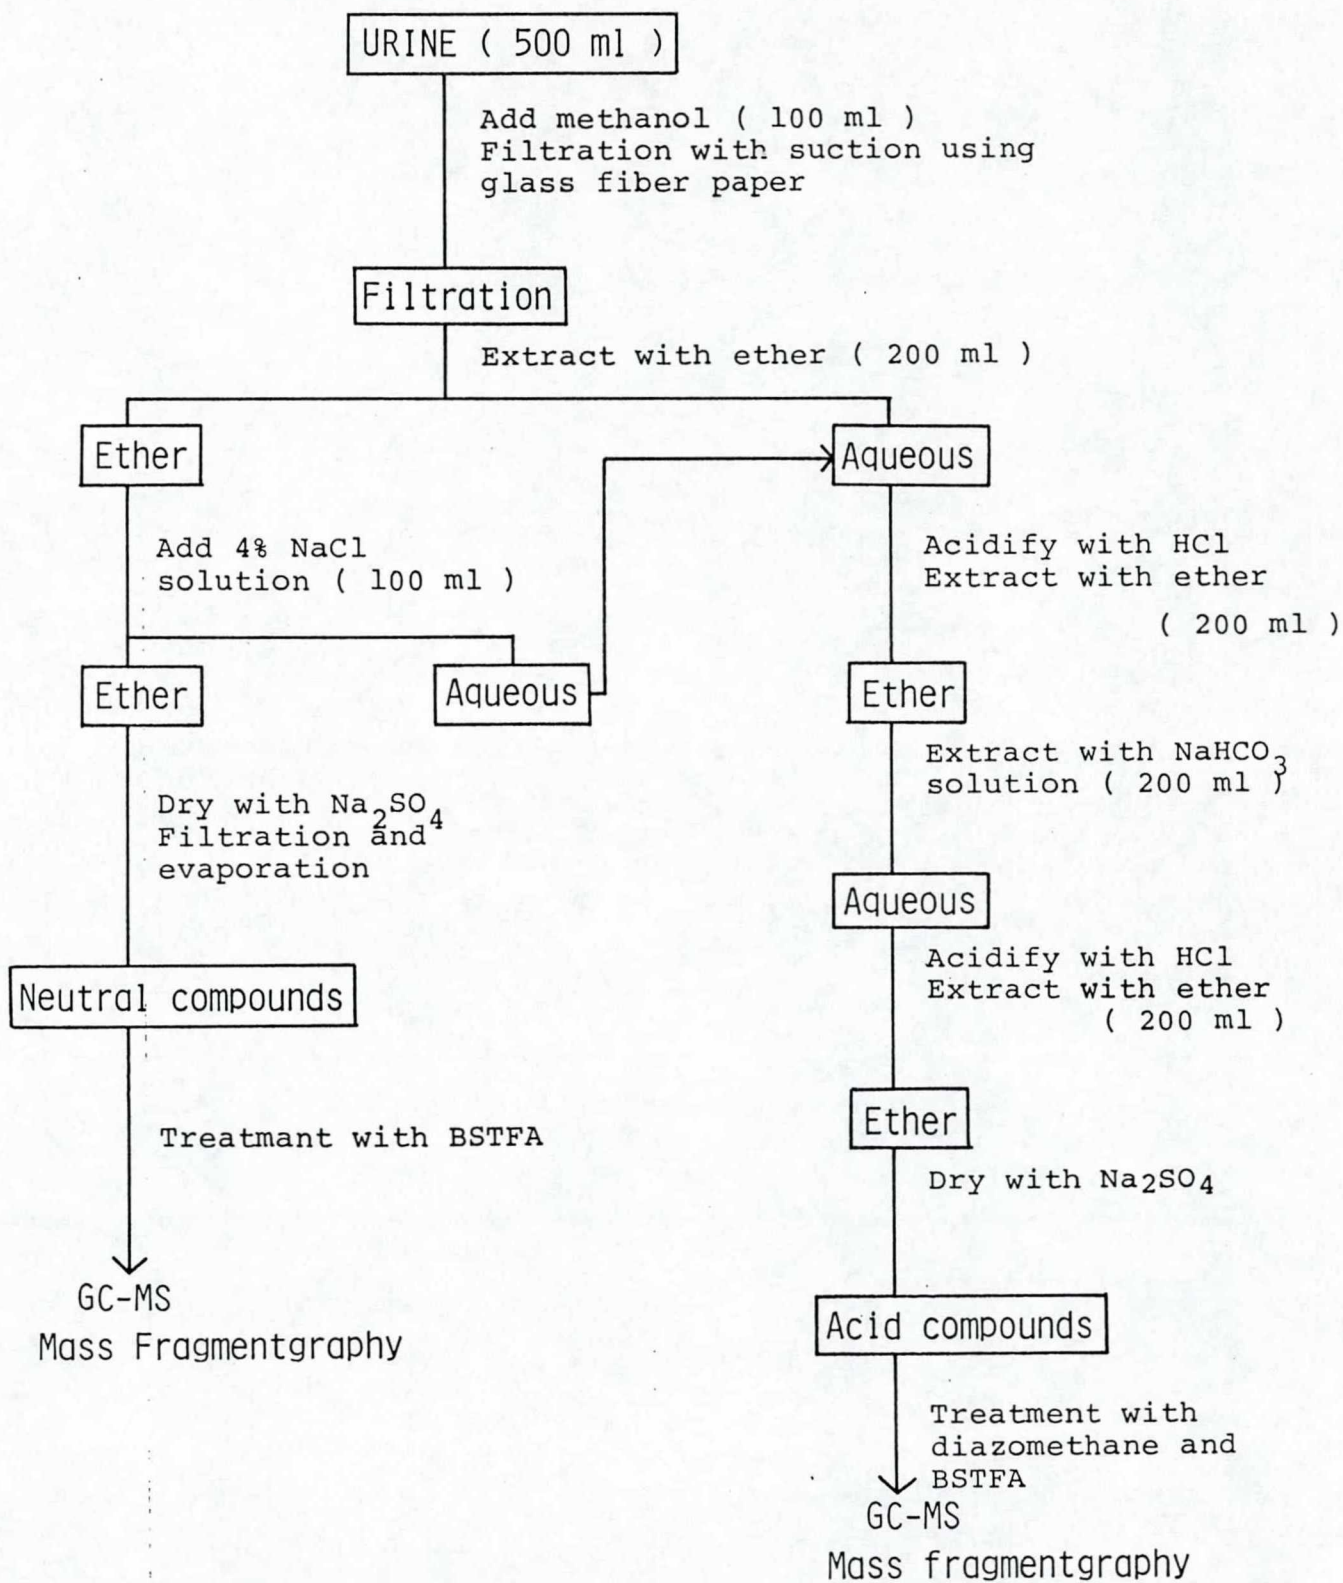 URINE ( 500 ml )
Add methanol ( 100 ml )
Filtration with suction using
glass fiber paper
Filtration
Extract with ether ( 200 ml )
Ether
Aqueous
Add 4% NaCl
solution ( 100 ml )
Acidify with HCl
Extract with ether
( 200 ml )
Ether
Aqueous
Ether
Extract with NaHCO3
solution ( 200 ml )
Dry with Na2SO4
Filtration and
evaporation
Aqueous
Acidify with HCl
Extract with ether
( 200 ml )
Neutral compounds
Ether
Treatmant with BSTFA
Dry with Na2SO4
GC-MS
Mass Fragmentgraphy
Acid compounds
Treatment with
diazomethane and
BSTFA
GC-MS
Mass fragmentgraphy